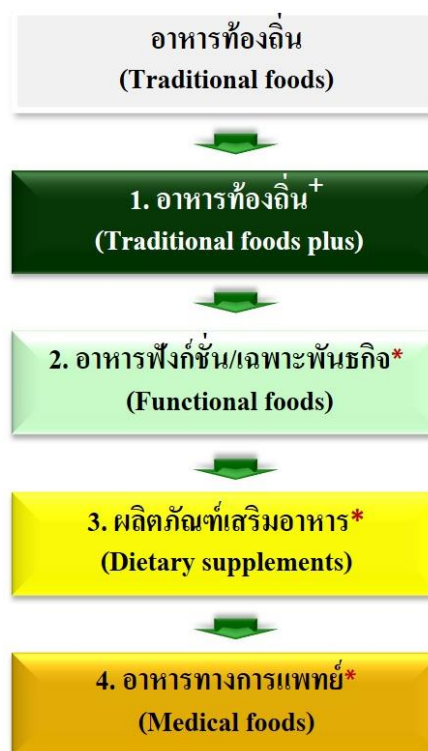 อาหารท้องถิ่น
(Traditional foods)
1. อาหารท้องถิ่น+
(Traditional foods plus)
2. อาหารฟังก์ชั่น/เฉพาะพันธกิจ*
(Functional foods)
3. ผลิตภัณฑ์เสริมอาหาร*
(Dietary supplements)
4. อาหารทางการแพทย์*
(Medical foods)